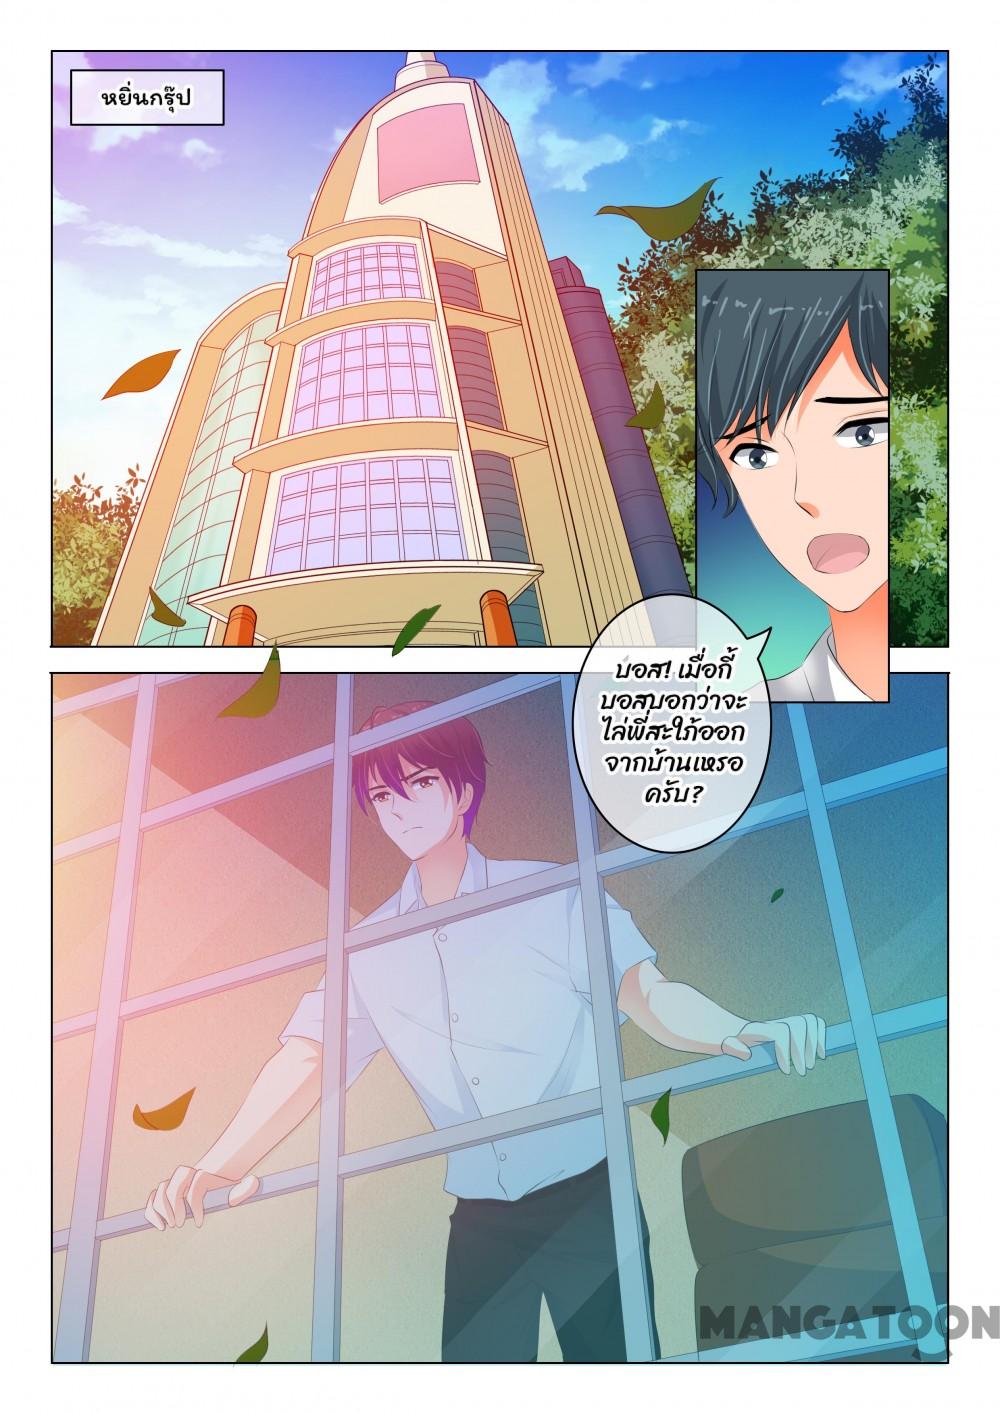 หยิ่นกรุ๊ป
บอส! เมื่อกี้
บอสบอกว่าจะ
ไล่พี่สะใภ้ออก
จากบ้านเหรอ
ครับ?
MANGATOON